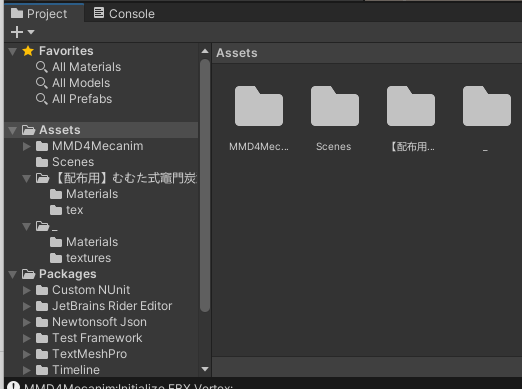 Project
Console
Favorites
All Materials
All Models
All Prefabs
Assets
MMD4Mecanim
Scenes
【配布用】むむた式竈門炭
Materials
tex
_
Materials
textures
Packages
Custom NUnit
JetBrains Rider Editor
Newtonsoft Json
Test Framework
TextMeshPro
Timeline
Assets
MMD4Mec...
Scenes
【配布用...
_
MMD4Mecanim:Initialize FBX Vertex: